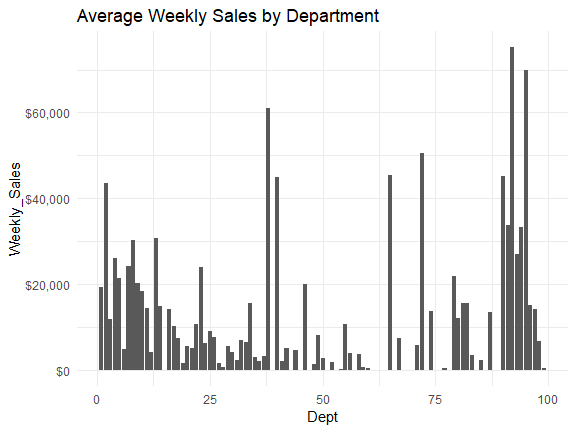 Average Weekly Sales by Department
Weekly_Sales
$60,000
$40,000
$20,000
$0
0 25 50 75 100
Dept